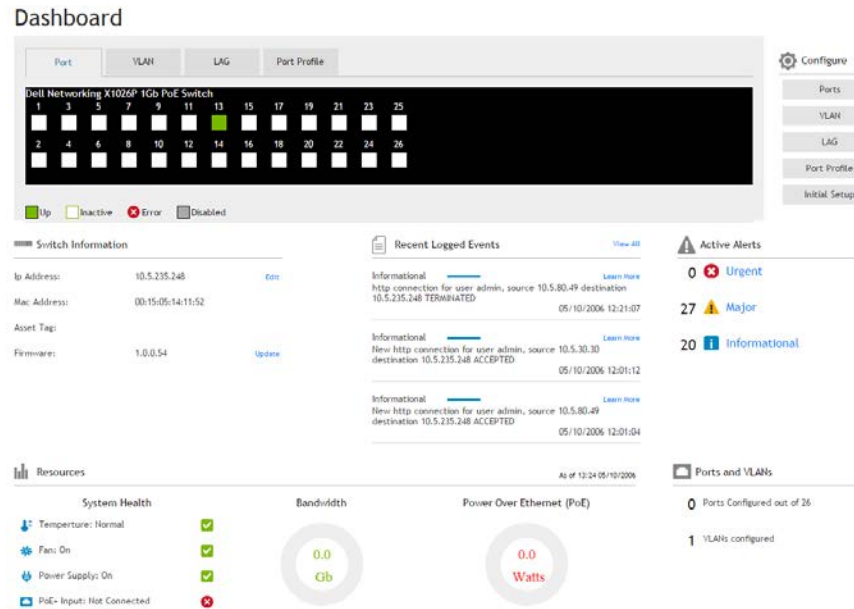 Dashboard
Port VLAN LAG Port Profile
Dell Networking X1026P 1Gb PoE Switch
1 3 5 7 9 11 13 15 17 19 21 23 25
2 4 6 8 10 12 14 16 18 20 22 24 26
Up Inactive Error Disabled
Configure
Ports
VLAN
LAG
Port Profile
Initial Setup
Switch Information
Ip Address: 10.5.235.248 Edit
Mac Address: 00:15:05:14:11:52
Asset Tag:
Firmware: 1.0.0.54 Update
Recent Logged Events View All
Informational Learn More
http connection for user admin, source 10.5.80.49 destination
10.5.235.248 TERMINATED
05/10/2006 12:21:07
Informational Learn More
New http connection for user admin, source 10.5.30.30
destination 10.5.235.248 ACCEPTED
05/10/2006 12:01:12
Informational Learn More
New http connection for user admin, source 10.5.80.49
destination 10.5.235.248 ACCEPTED
05/10/2006 12:01:04
Active Alerts
0 Urgent
27 Major
20 Informational
Resources As of 13:24 05/10/2006
System Health
Temperture: Normal
Fan: On
Power Supply: On
PoE+ Input: Not Connected
Bandwidth
0.0
Gb
Power Over Ethernet (PoE)
0.0
Watts
Ports and VLANs
0 Ports Configured out of 26
1 VLANs configured